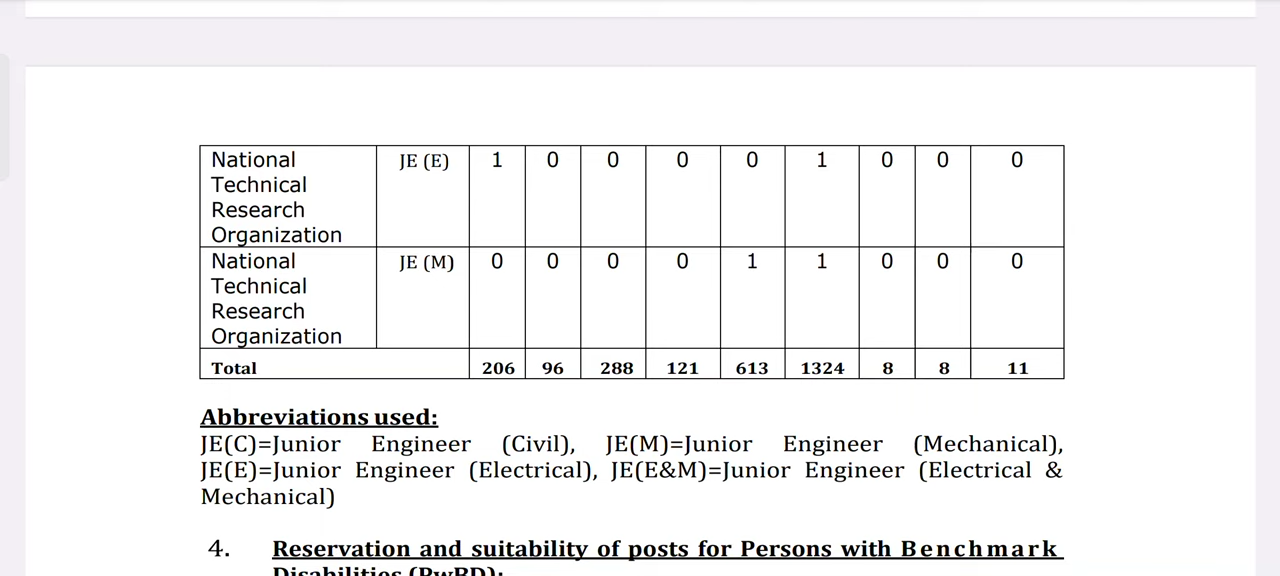 National JE (E) 1 0 0 0 0 1 0 0 0
Technical
Research
Organization
National JE (M) 0 0 0 0 1 1 0 0 0
Technical
Research
Organization
Total 206 96 288 121 613 1324 8 8 11
Abbreviations used:
JE(C)=Junior Engineer (Civil), JE(M)=Junior Engineer (Mechanical),
JE(E)=Junior Engineer (Electrical), JE(E&M)=Junior Engineer (Electrical &
Mechanical)
4. Reservation and suitability of posts for Persons with Benchmark
Disabilities (PwBD):